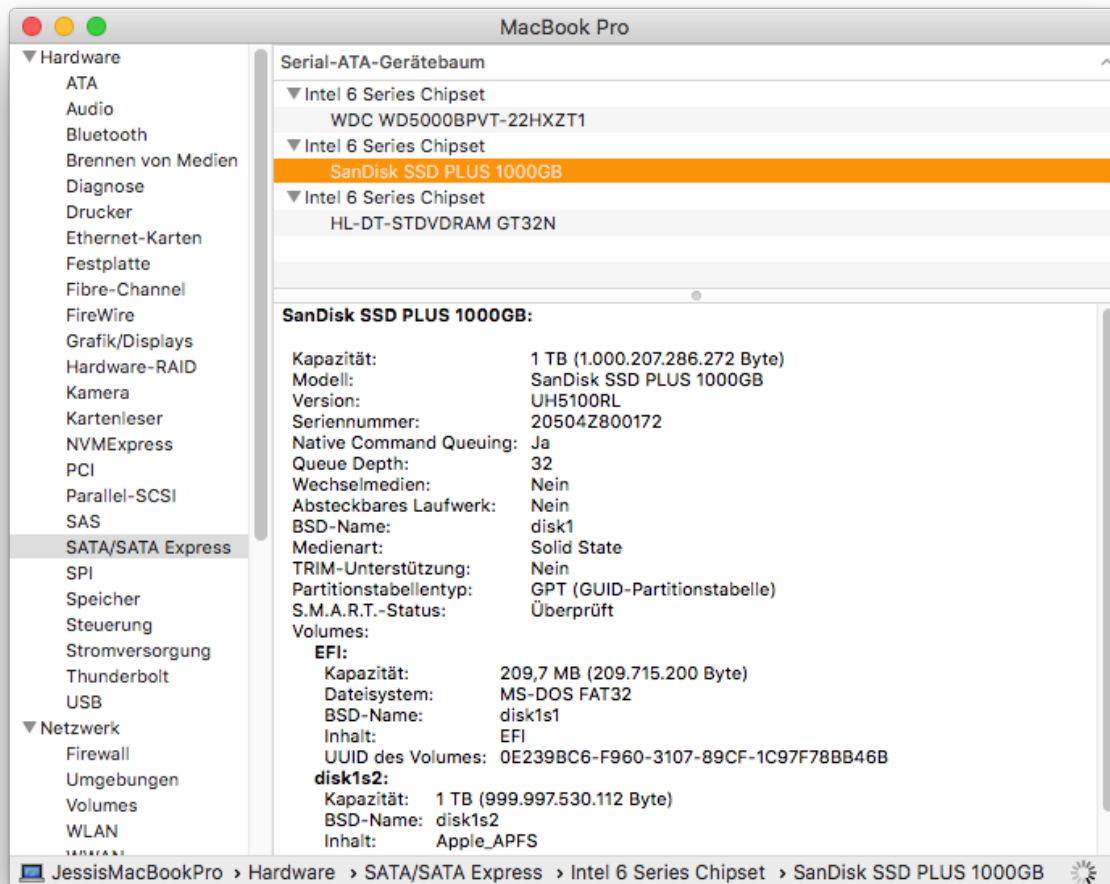 MacBook Pro
Hardware
ATA
Audio
Bluetooth
Brennen von Medien
Diagnose
Drucker
Ethernet-Karten
Festplatte
Fibre-Channel
FireWire
Grafik/Displays
Hardware-RAID
Kamera
Kartenleser
NVMExpress
PCI
Parallel-SCSI
SAS
SATA/SATA Express
SPI
Speicher
Steuerung
Stromversorgung
Thunderbolt
USB
Netzwerk
Firewall
Umgebungen
Volumes
WLAN
WWAN
Serial-ATA-Gerätebaum
Intel 6 Series Chipset
WDC WD5000BPVT-22HXZT1
Intel 6 Series Chipset
SanDisk SSD PLUS 1000GB
Intel 6 Series Chipset
HL-DT-STDVDRAM GT32N
SanDisk SSD PLUS 1000GB:
Kapazität: 1 TB (1.000.207.286.272 Byte)
Modell: SanDisk SSD PLUS 1000GB
Version: UH5100RL
Seriennummer: 20504Z800172
Native Command Queuing: Ja
Queue Depth: 32
Wechselmedien: Nein
Absteckbares Laufwerk: Nein
BSD-Name: disk1
Medienart: Solid State
TRIM-Unterstützung: Nein
Partitionstabellentyp: GPT (GUID-Partitionstabelle)
S.M.A.R.T.-Status: Überprüft
Volumes:
EFI:
Kapazität: 209,7 MB (209.715.200 Byte)
Dateisystem: MS-DOS FAT32
BSD-Name: disk1s1
Inhalt: EFI
UUID des Volumes: 0E239BC6-F960-3107-89CF-1C97F78BB46B
disk1s2:
Kapazität: 1 TB (999.997.530.112 Byte)
BSD-Name: disk1s2
Inhalt: Apple_APFS
JessisMacBookPro › Hardware › SATA/SATA Express › Intel 6 Series Chipset › SanDisk SSD PLUS 1000GB